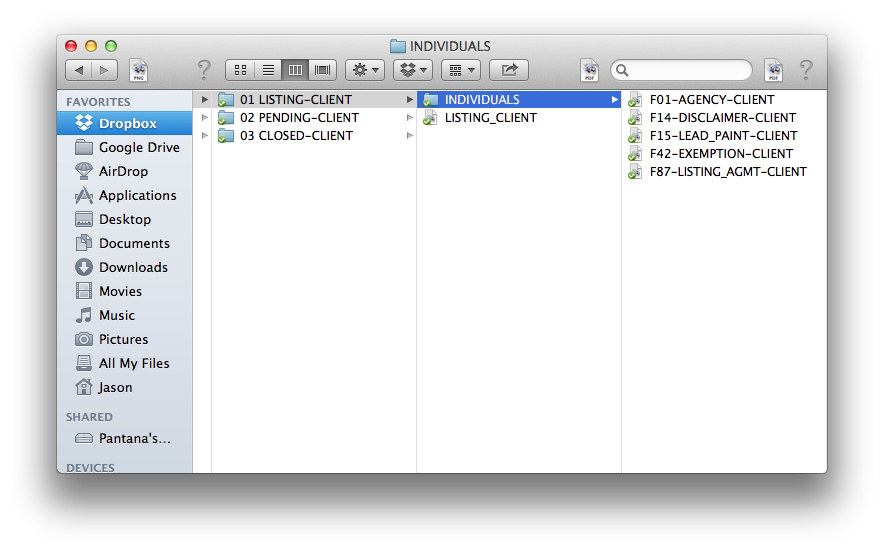 INDIVIDUALS
PNG
?
PDF
PDF
?
FAVORITES
Dropbox
Google Drive
AirDrop
Applications
Desktop
Documents
Downloads
Movies
Music
Pictures
All My Files
Jason
SHARED
Pantana's...
DEVICES
01 LISTING-CLIENT
02 PENDING-CLIENT
03 CLOSED-CLIENT
INDIVIDUALS
LISTING_CLIENT
F01-AGENCY-CLIENT
F14-DISCLAIMER-CLIENT
F15-LEAD_PAINT-CLIENT
F42-EXEMPTION-CLIENT
F87-LISTING_AGMT-CLIENT